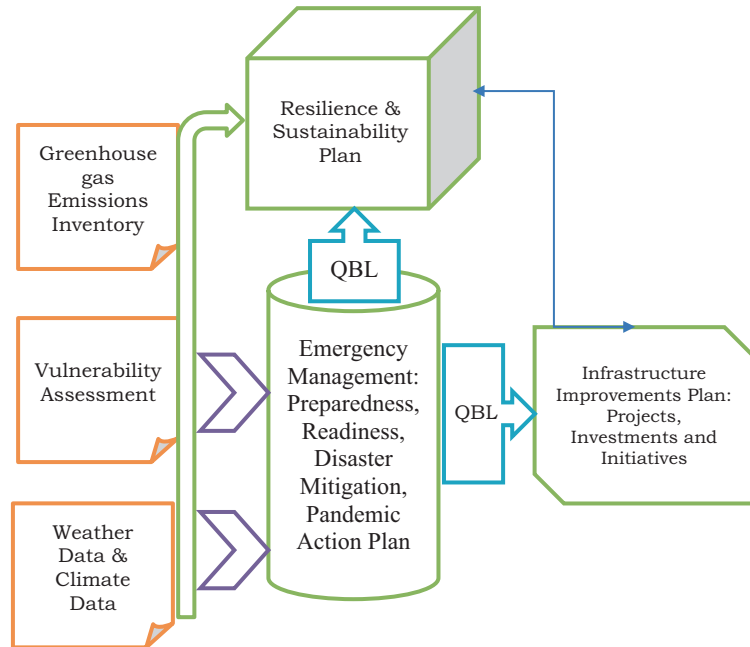 Resilience &
Sustainability
Plan
Greenhouse
gas
Emissions
Inventory
QBL
Vulnerability
Assessment
Emergency
Management:
Preparedness,
Readiness,
Disaster
Mitigation,
Pandemic
Action Plan
QBL
Infrastructure
Improvements Plan:
Projects,
Investments and
Initiatives
Weather
Data &
Climate
Data